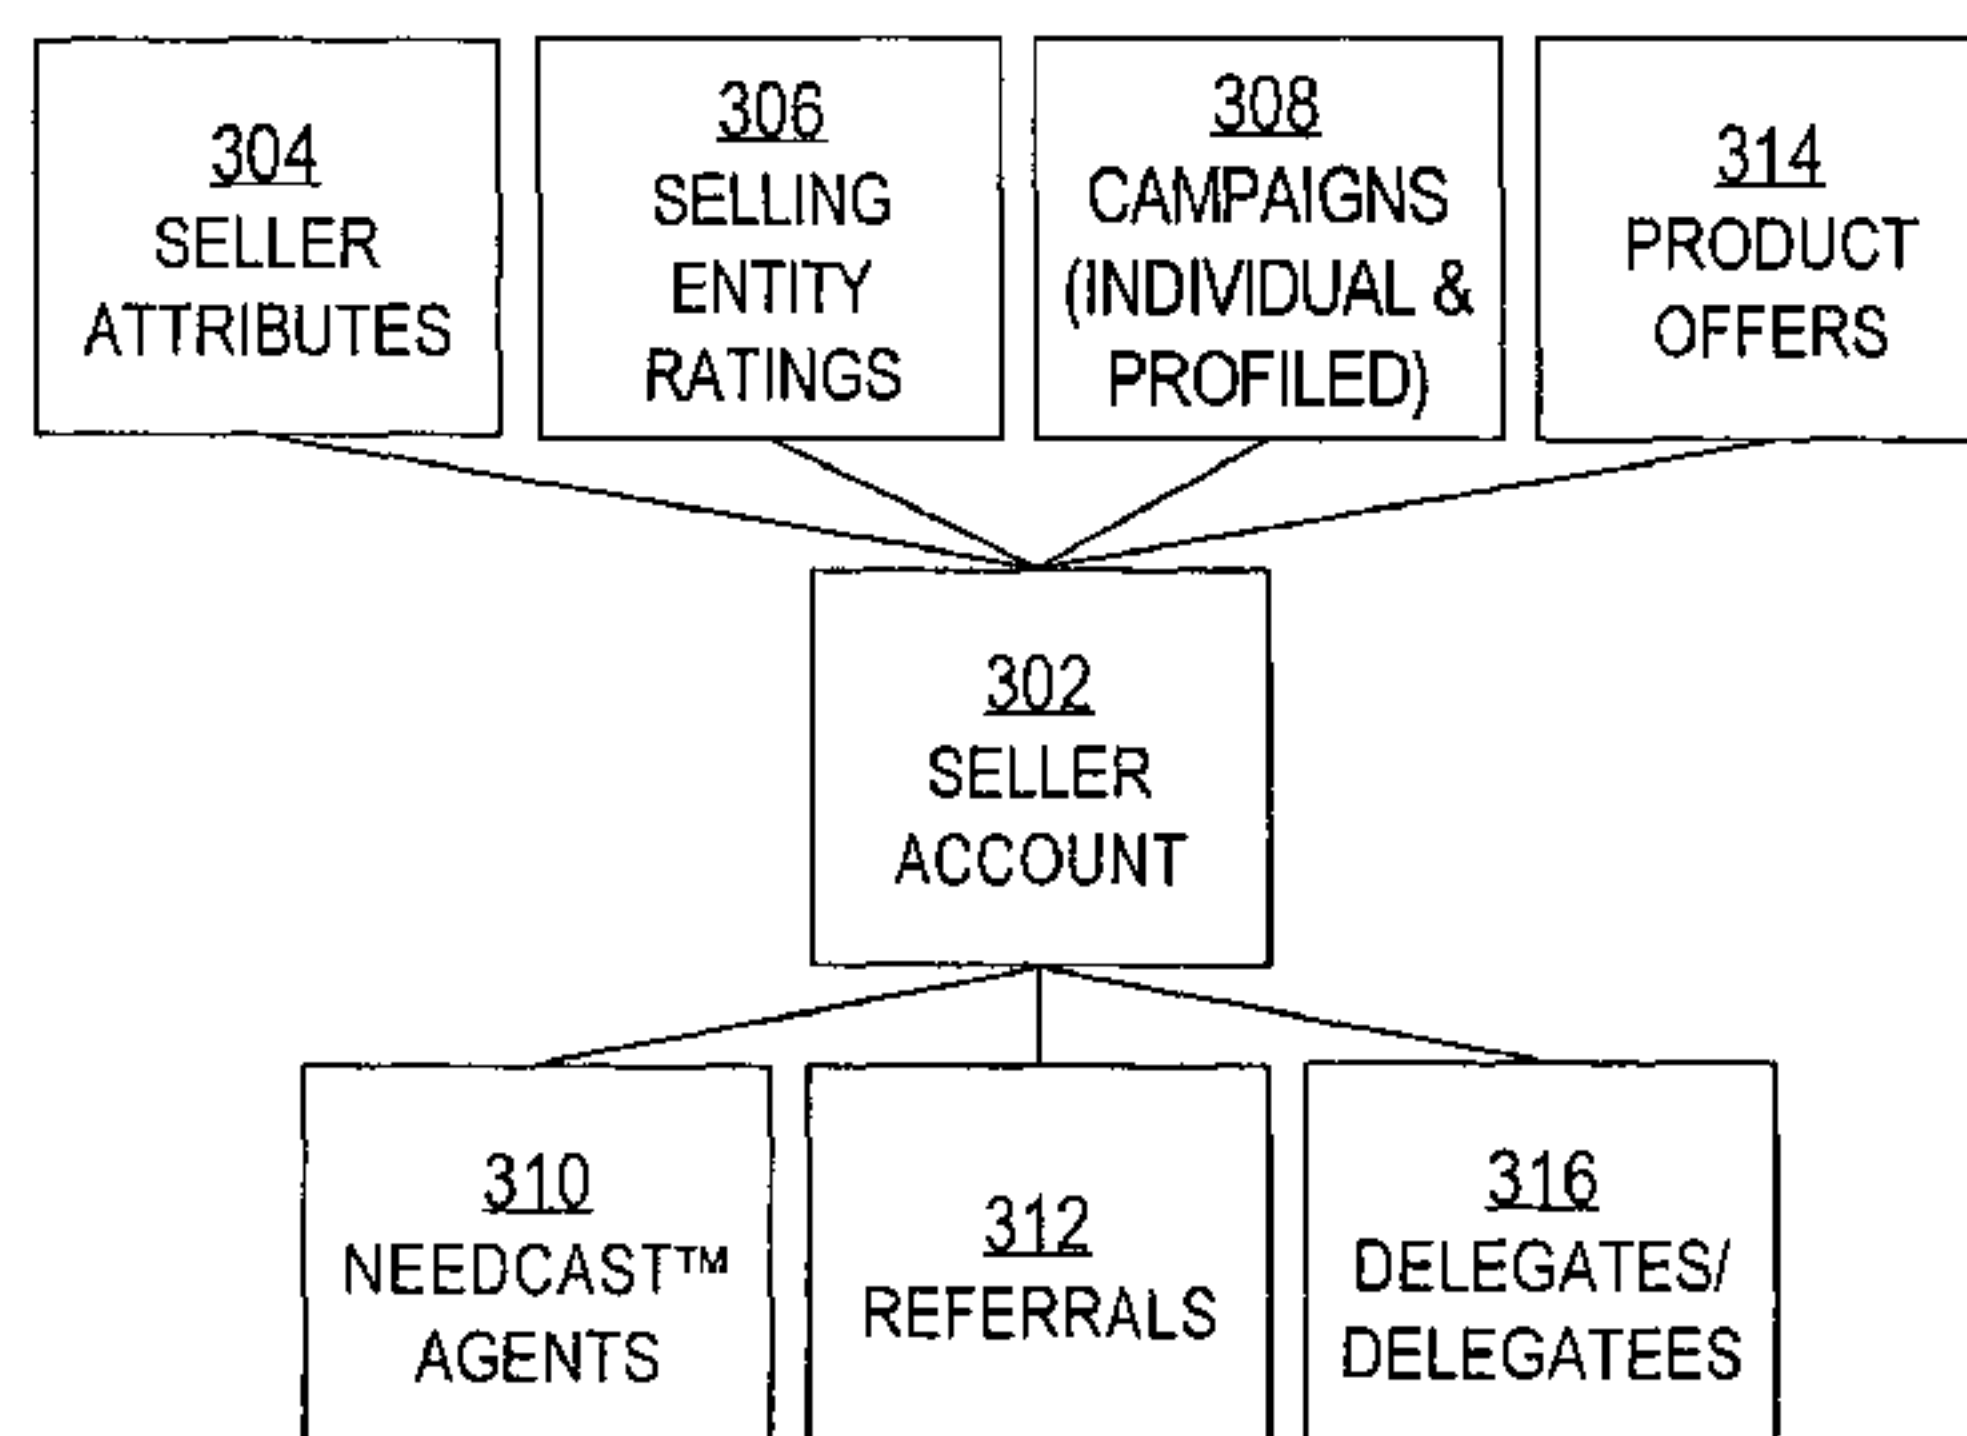 304
SELLER
ATTRIBUTES
306
SELLING
ENTITY
RATINGS
308
CAMPAIGNS
(INDIVIDUAL &
PROFILED)
314
PRODUCT
OFFERS
302
SELLER
ACCOUNT
310
NEEDCAST™
AGENTS
312
REFERRALS
316
DELEGATES/
DELEGATEES